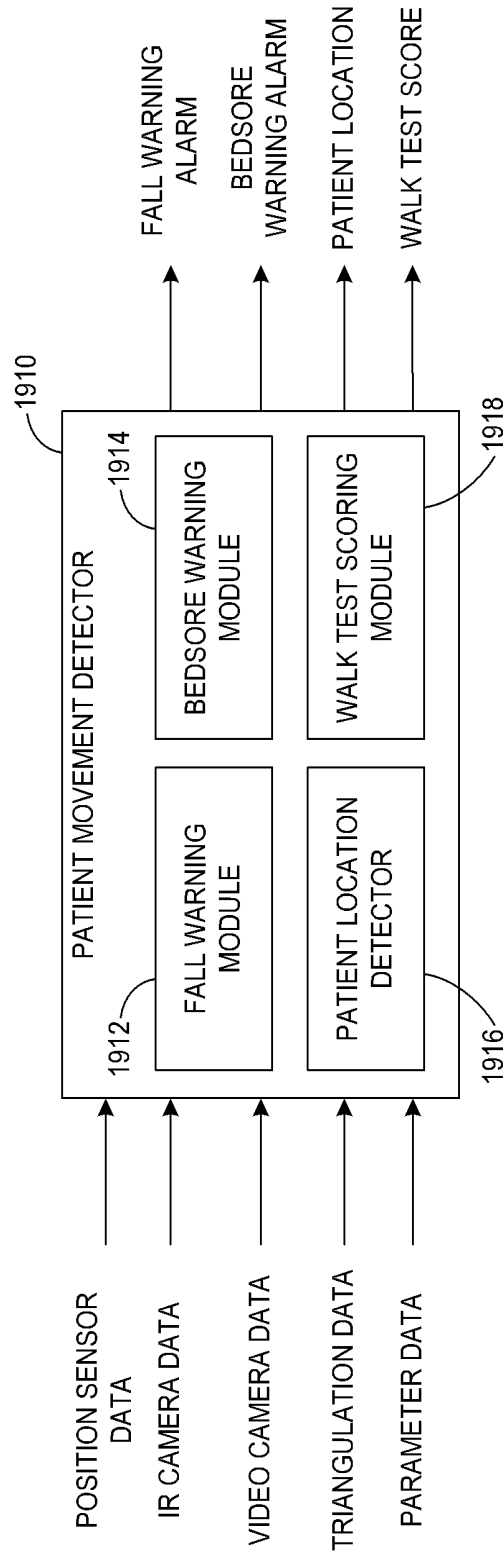 POSITION SENSOR
DATA
IR CAMERA DATA
VIDEO CAMERA DATA
TRIANGULATION DATA
PARAMETER DATA
1910
PATIENT MOVEMENT DETECTOR
1912
FALL WARNING
MODULE
1914
BEDSORE WARNING
MODULE
PATIENT LOCATION
DETECTOR
1916
WALK TEST SCORING
MODULE
1918
FALL WARNING
ALARM
BEDSORE
WARNING ALARM
PATIENT LOCATION
WALK TEST SCORE